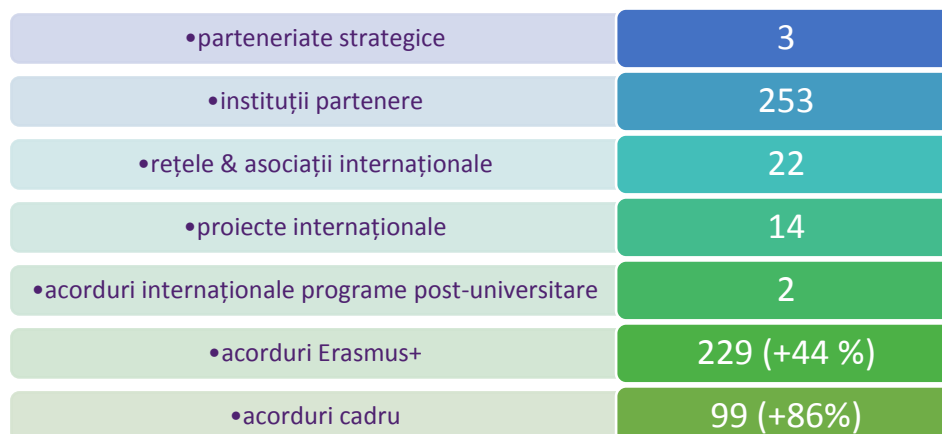 •parteneriate strategice 3
•instituții partenere 253
•rețele & asociații internaționale 22
•proiecte internaționale 14
•acorduri internaționale programe post-universitare 2
•acorduri Erasmus+ 229 (+44 %)
•acorduri cadru 99 (+86%)